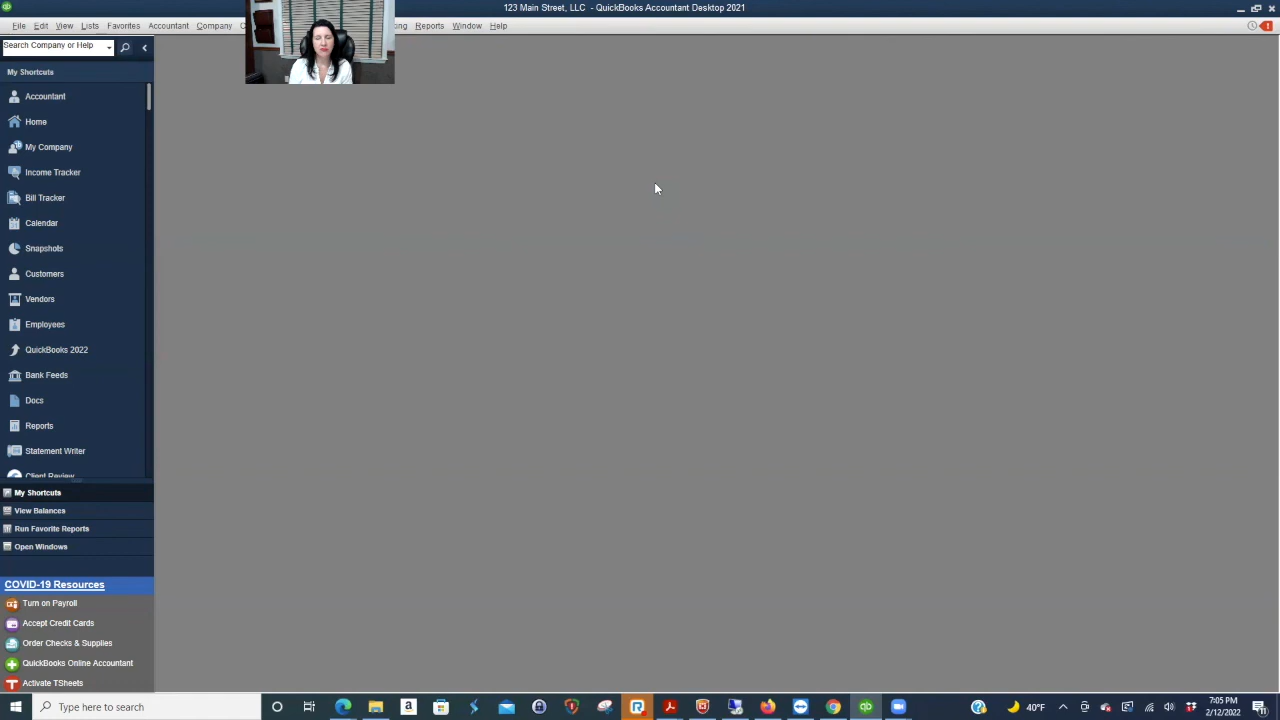 123 Main Street, LLC - QuickBooks Accountant Desktop 2021
File Edit View Lists Favorites Accountant Company Reports Window Help
Search Company or Help
My Shortcuts
Accountant
Home
My Company
Income Tracker
Bill Tracker
Calendar
Snapshots
Customers
Vendors
Employees
QuickBooks 2022
Bank Feeds
Docs
Reports
Statement Writer
Client Review
My Shortcuts
View Balances
Run Favorite Reports
Open Windows
COVID-19 Resources
Turn on Payroll
Accept Credit Cards
Order Checks & Supplies
QuickBooks Online Accountant
Activate TSheets
Type here to search
40°F
7:05 PM
2/12/2022